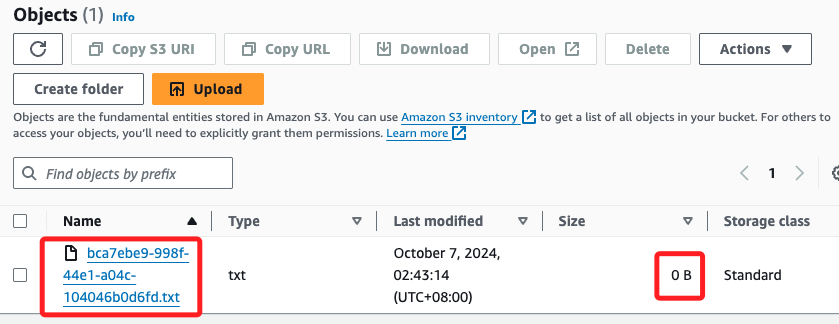 Objects (1) Info
Copy S3 URI Copy URL Download Open Delete Actions
Create folder Upload
Objects are the fundamental entities stored in Amazon S3. You can use Amazon S3 inventory to get a list of all objects in your bucket. For others to
access your objects, you'll need to explicitly grant them permissions. Learn more
Find objects by prefix 1
Name Type Last modified Size Storage class
bca7ebe9-998f-
44e1-a04c-
104046b0d6fd.txt
txt
October 7, 2024,
02:43:14
(UTC+08:00)
0 B
Standard